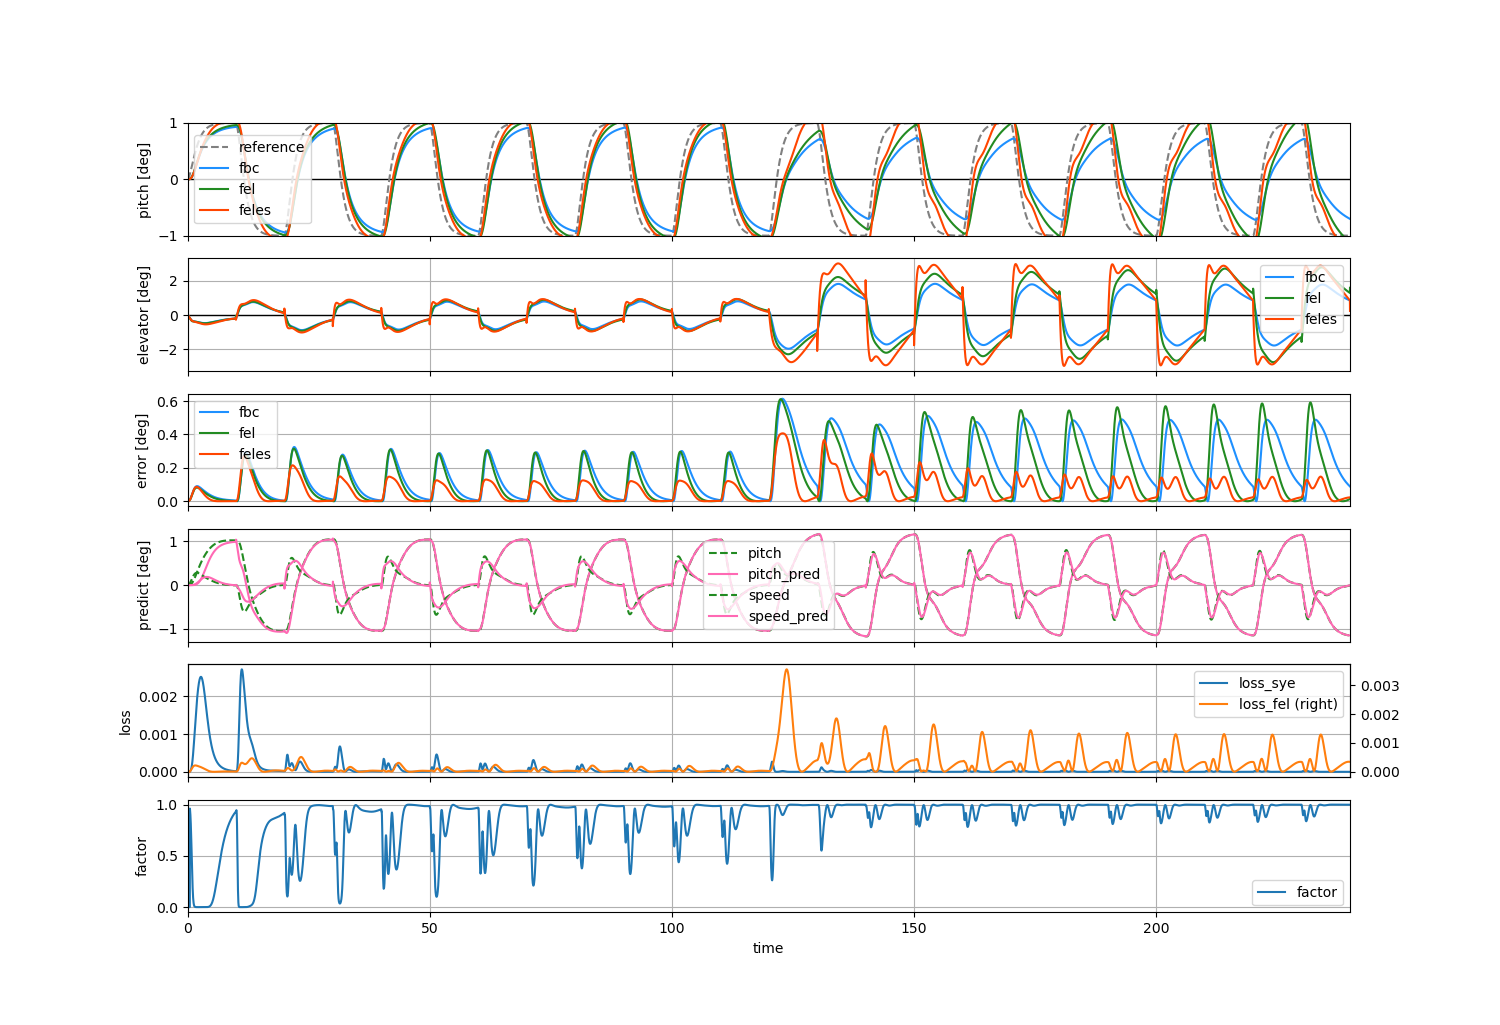 pitch [deg]
1
0
−1
reference
fbc
fel
feles
elevator [deg]
2
0
−2
fbc
fel
feles
error [deg]
0.6
0.4
0.2
0.0
fbc
fel
feles
predict [deg]
1
0
−1
pitch
pitch_pred
speed
speed_pred
loss
0.002
0.001
0.000
loss_sye
loss_fel (right)
0.003
0.002
0.001
0.000
factor
1.0
0.5
0.0
factor
0 50 100 150 200
time